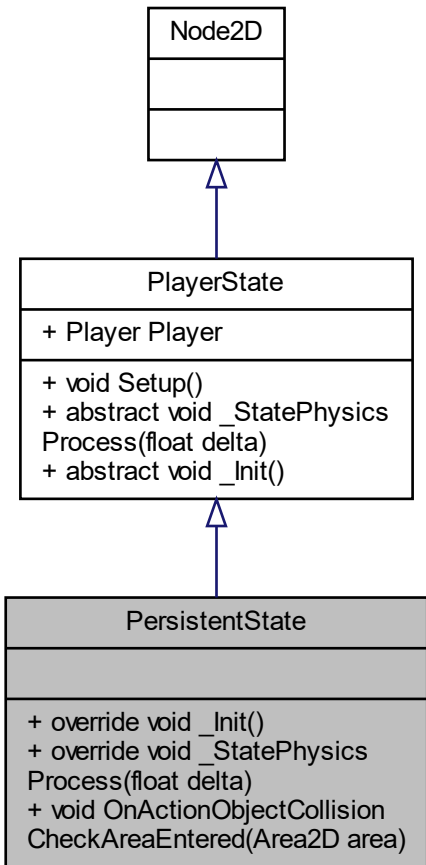 Node2D
PlayerState
+ Player Player
+ void Setup()
+ abstract void _StatePhysics
Process(float delta)
+ abstract void _Init()
PersistentState
+ override void _Init()
+ override void _StatePhysics
Process(float delta)
+ void OnActionObjectCollision
CheckAreaEntered(Area2D area)